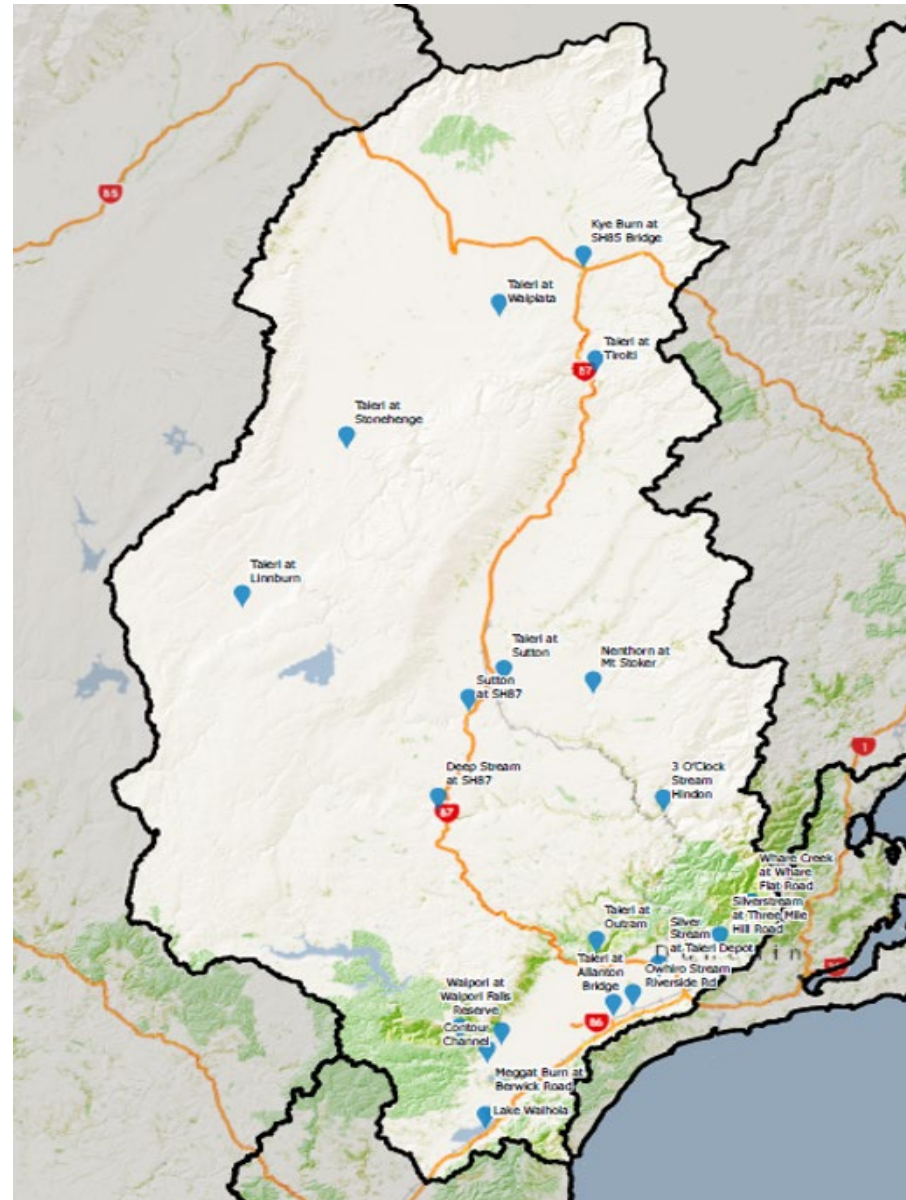 85
Kye Burn at
SH85 Bridge
Taieri at
Waipiata
Taieri at
Tiroiti
87
Taieri at
Stonehenge
Taieri at
Linnburn
Taieri at
Sutton
Nenthorn at
Mt Stoker
Sutton
at SH87
1
Deep Stream
at SH87
3 O'Clock
Stream
Hindon
87
Whare Creek
at Whare
Flat Road
Silverstream
at Three Mile
Hill Road
Taieri at
Outram
Silver
Stream
at Taieri Depot
Taieri at
Allanton
Bridge
Owhiro Stream
Riverside Rd
Waipori at
Waipori Falls
Reserve
86
Contour
Channel
Meggat Burn at
Berwick Road
Lake Waihola